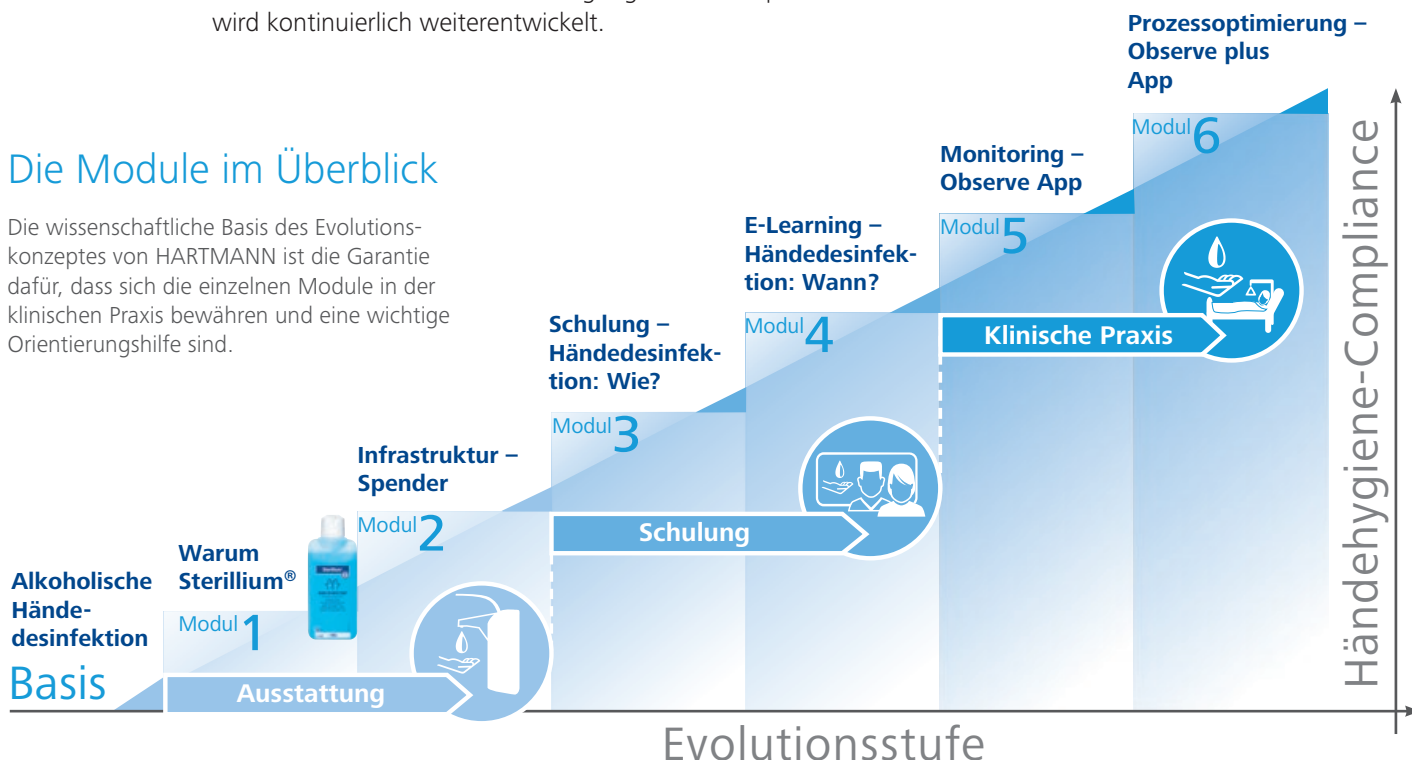 wird kontinuierlich weiterentwickelt.
Die Module im Überblick
Die wissenschaftliche Basis des Evolutions-
konzeptes von HARTMANN ist die Garantie
dafür, dass sich die einzelnen Module in der
klinischen Praxis bewähren und eine wichtige
Orientierungshilfe sind.
Alkoholische
Hände-
desinfektion
Basis
Warum
Sterillium®
Modul 1
Sterillium
Ausstattung
Infrastruktur –
Spender
Modul 2
Schulung –
Händedesinfek-
tion: Wie?
Modul 3
Schulung
E-Learning –
Händedesinfek-
tion: Wann?
Modul 4
Monitoring –
Observe App
Modul 5
Klinische Praxis
Prozessoptimierung –
Observe plus
App
Modul 6
Händehygiene-Compliance
Evolutionsstufe